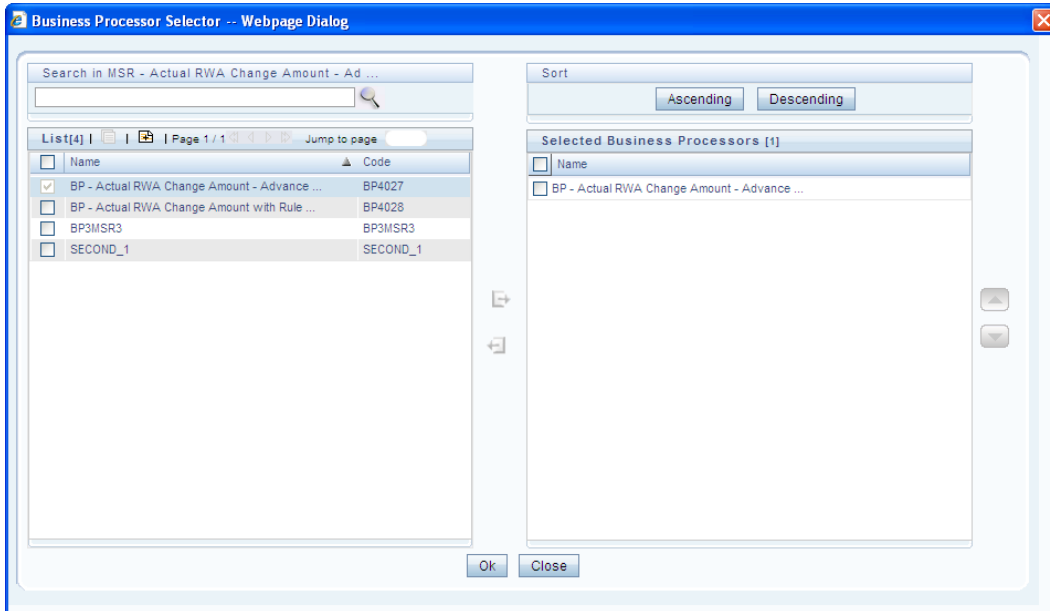 Business Processor Selector -- Webpage Dialog
Search in MSR - Actual RWA Change Amount - Ad ...
List[4] | | | Page 1 / 1 Jump to page
Name Code
BP - Actual RWA Change Amount - Advance ... BP4027
BP - Actual RWA Change Amount with Rule ... BP4028
BP3MSR3 BP3MSR3
SECOND_1 SECOND_1
Sort
Ascending Descending
Selected Business Processors [1]
Name
BP - Actual RWA Change Amount - Advance ...
Ok Close